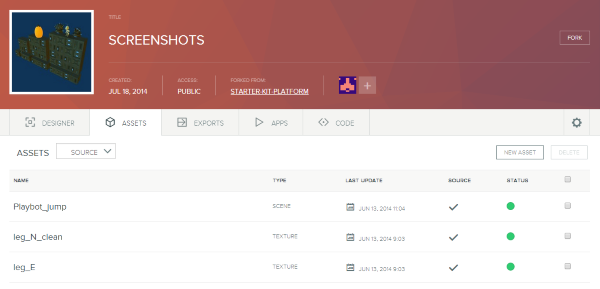 TITLE
SCREENSHOTS
FORK
CREATED: ACCESS: FORKED FROM:
JUL 18, 2014 PUBLIC STARTER-KIT-PLATFORM
DESIGNER ASSETS EXPORTS APPS CODE
ASSETS SOURCE NEW ASSET DELETE
NAME TYPE LAST UPDATE SOURCE STATUS
Playbot_jump SCENE JUN 13, 2014 11:04
leg_N_clean TEXTURE JUN 13, 2014 9:03
leg_E TEXTURE JUN 13, 2014 9:03